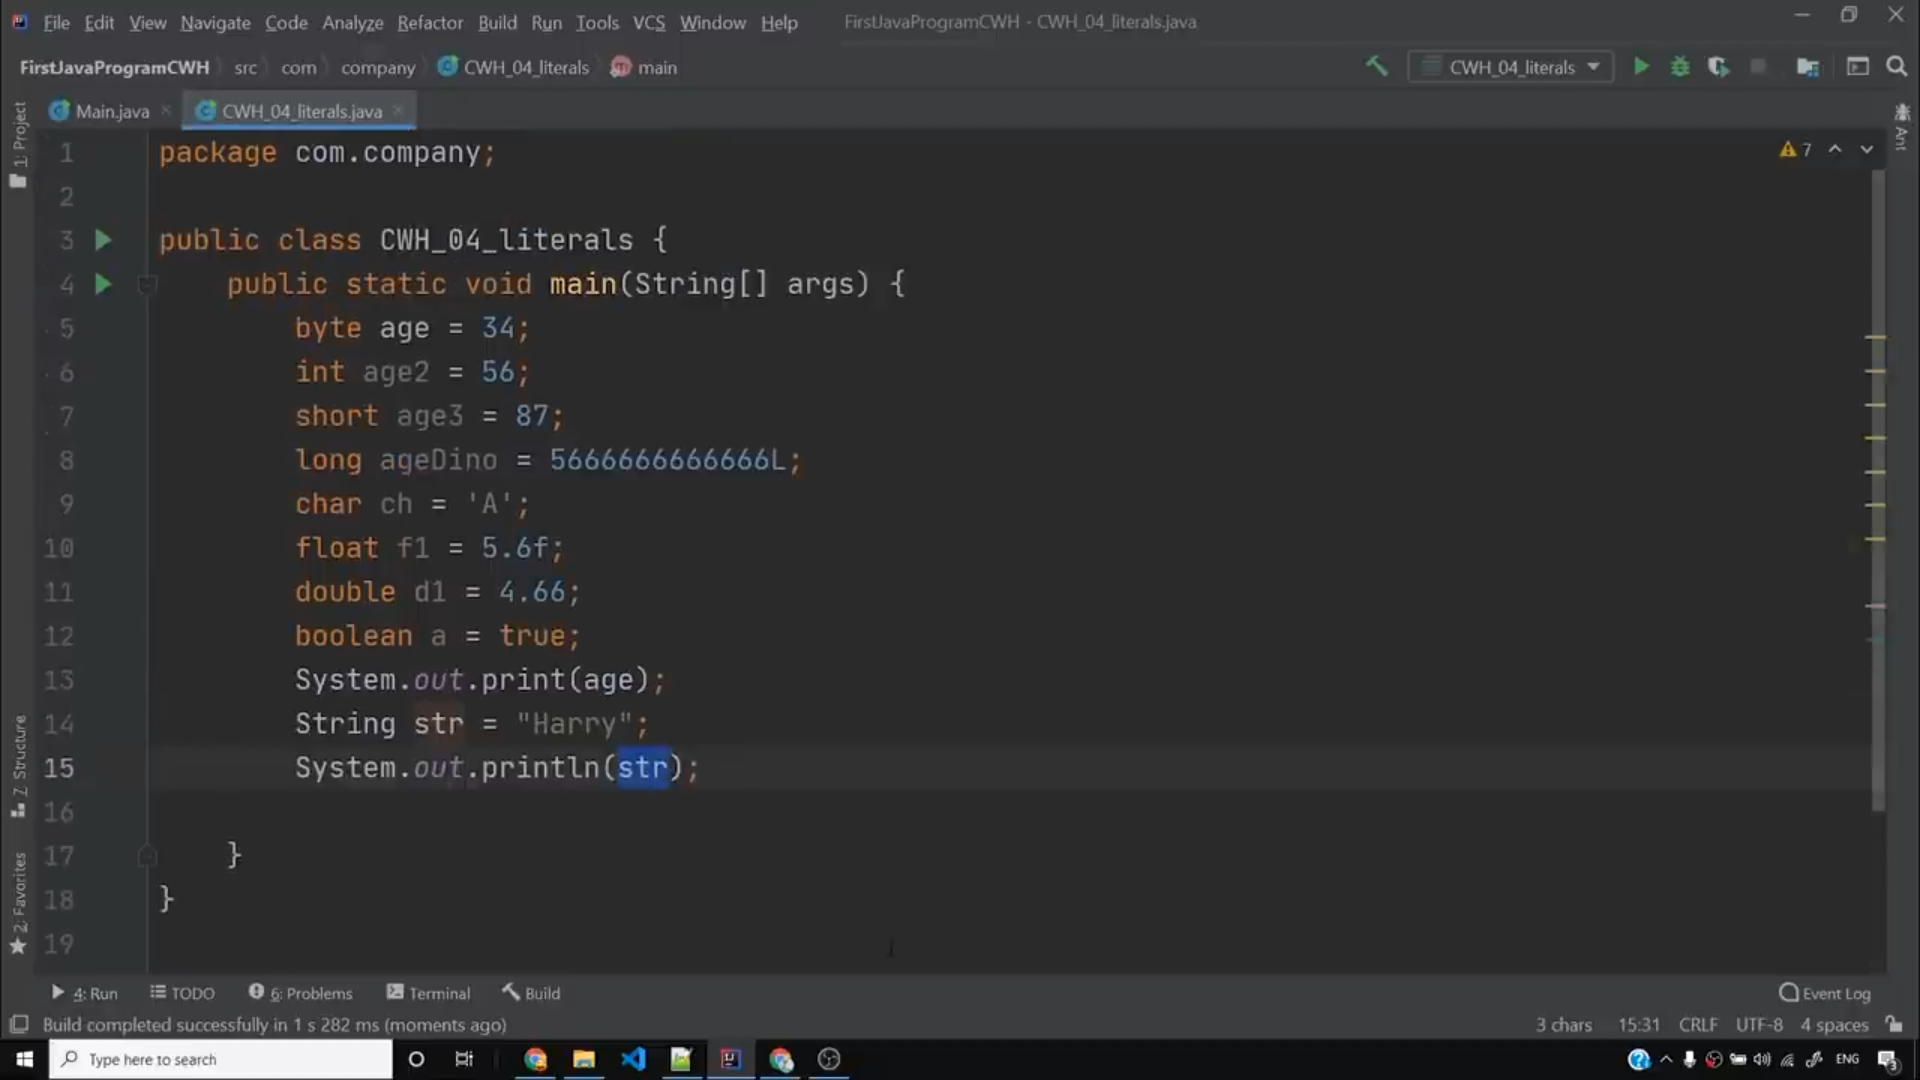 File Edit View Navigate Code Analyze Refactor Build Run Tools VCS Window Help FirstJavaProgramCWH - CWH_04_literals.java
FirstJavaProgramCWH src com company CWH_04_literals main CWH_04_literals
Main.java CWH_04_literals.java
1: Project
Ant
7
1 package com.company;
2
3 public class CWH_04_literals {
4 public static void main(String[] args) {
5 byte age = 34;
6 int age2 = 56;
7 short age3 = 87;
8 long ageDino = 5666666666666L;
9 char ch = 'A';
10 float f1 = 5.6f;
11 double d1 = 4.66;
12 boolean a = true;
13 System.out.print(age);
14 String str = "Harry";
15 System.out.println(str);
16
17 }
18 }
19
7: Structure
2: Favorites
4: Run TODO 6: Problems Terminal Build Event Log
Build completed successfully in 1 s 282 ms (moments ago) 3 chars 15:31 CRLF UTF-8 4 spaces
Type here to search ENG 3